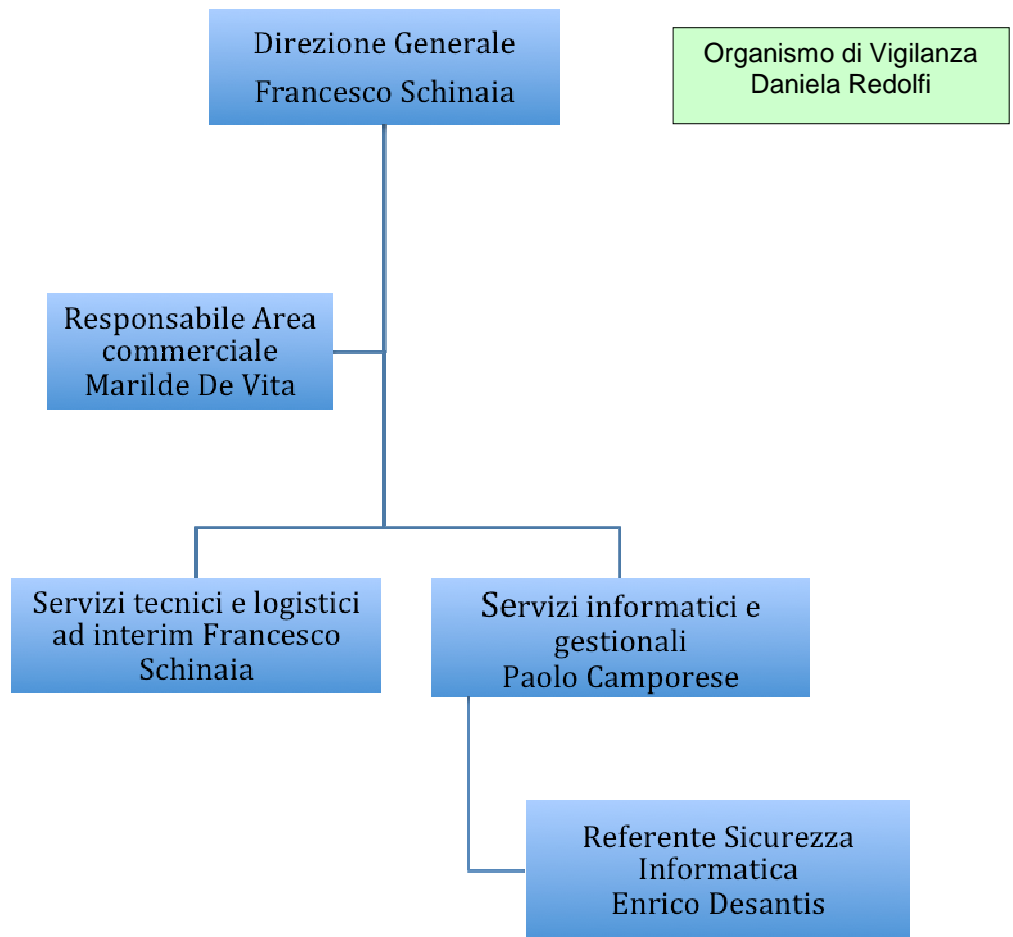 Direzione Generale
Francesco Schinaia
Organismo di Vigilanza
Daniela Redolfi
Responsabile Area
commerciale
Marilde De Vita
Servizi tecnici e logistici
ad interim Francesco
Schinaia
Servizi informatici e
gestionali
Paolo Camporese
Referente Sicurezza
Informatica
Enrico Desantis